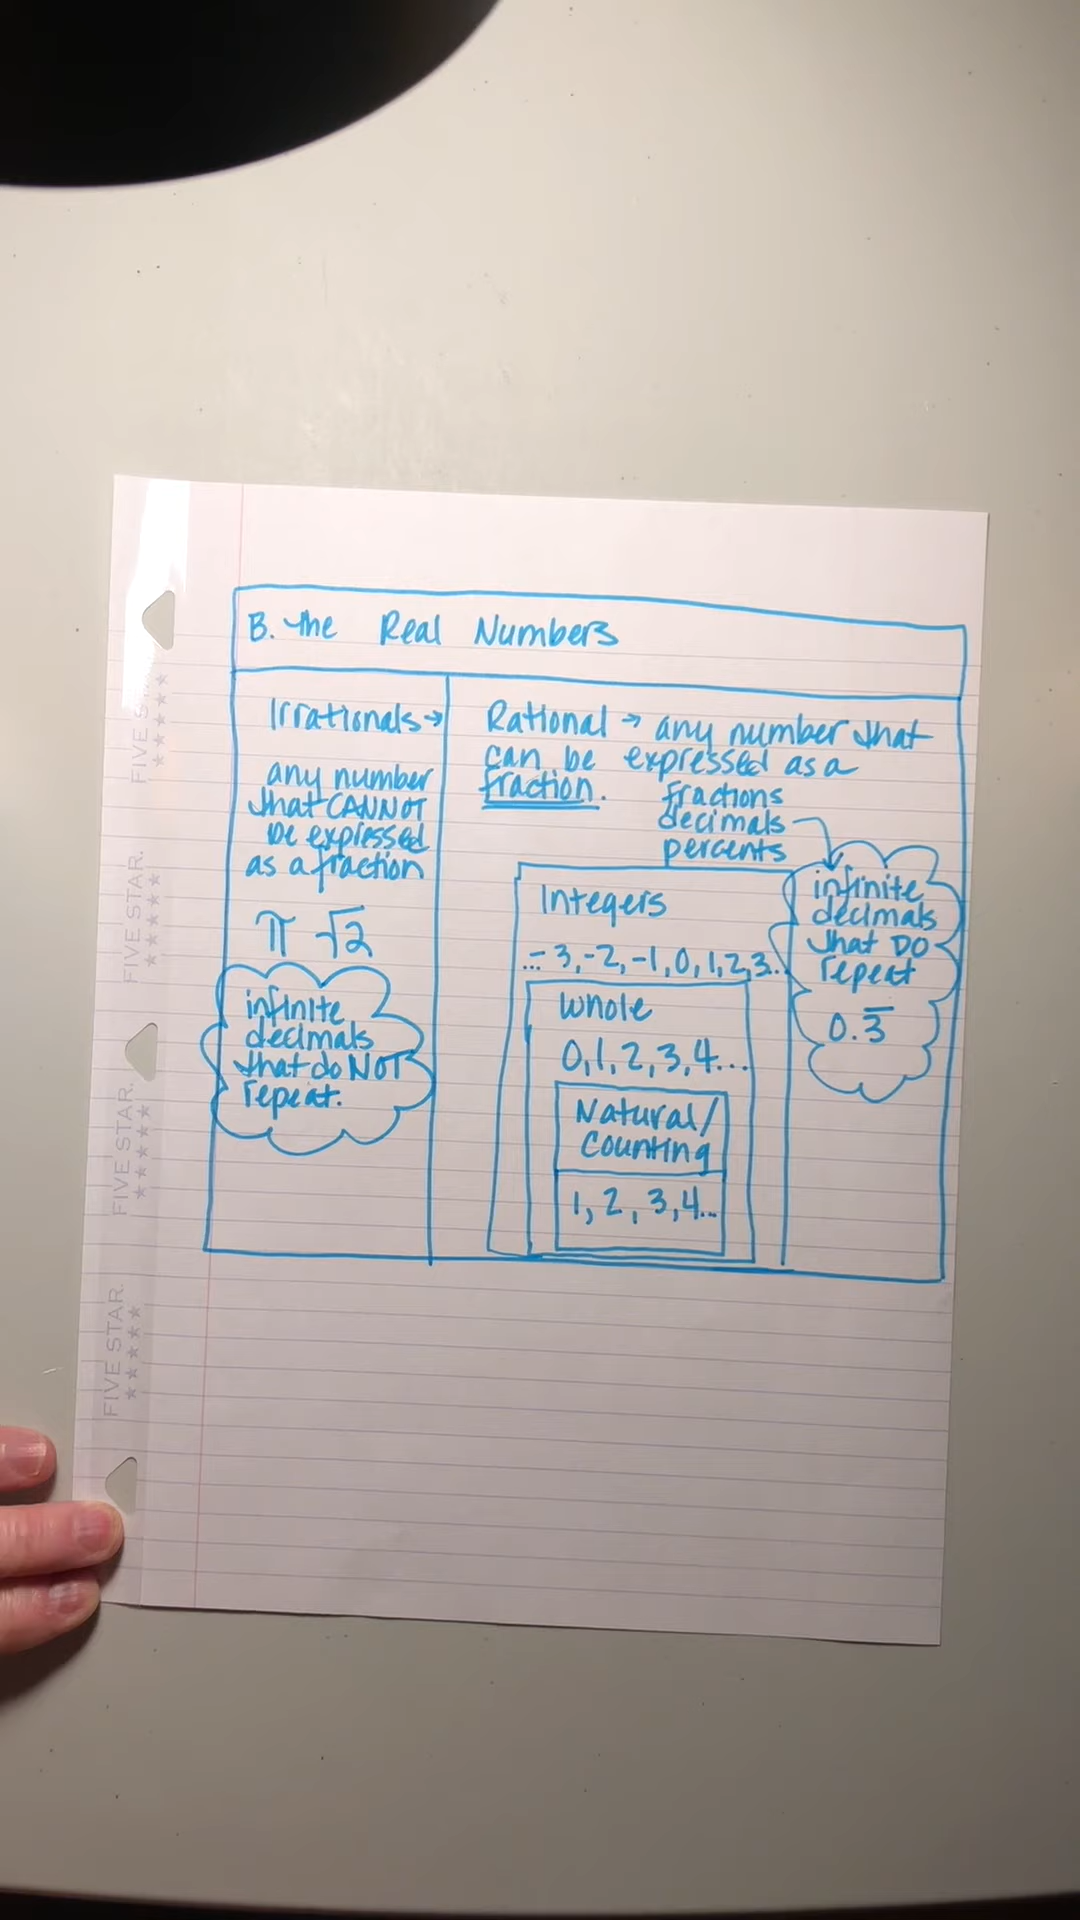 B. The Real Numbers
Irrationals →
any number
that CANNOT
be expressed
as a fraction
π √2
infinite
decimals
that do NOT
repeat.
Rational → any number that
can be expressed as a
fraction.
fractions
decimals
percents
infinite
decimals
that DO
repeat
0.3̅
Integers
...-3,-2,-1,0,1,2,3...
Whole
0,1,2,3,4...
Natural/
Counting
1,2,3,4...
FIVE STAR.
FIVE STAR.
FIVE STAR.
FIVE STAR.